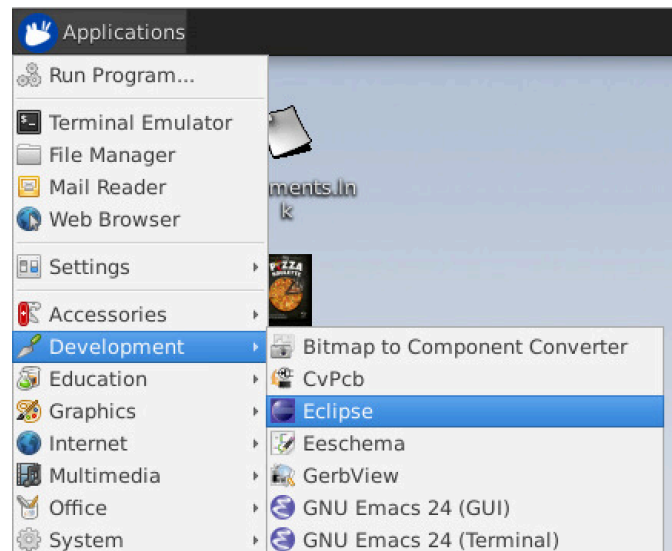 Applications
Run Program...
Terminal Emulator
File Manager
Mail Reader
Web Browser
Settings
Accessories
Development
Education
Graphics
Internet
Multimedia
Office
System
ments.ln
k
PIZZA
ROULETTE
Bitmap to Component Converter
CvPcb
Eclipse
Eeschema
GerbView
GNU Emacs 24 (GUI)
GNU Emacs 24 (Terminal)